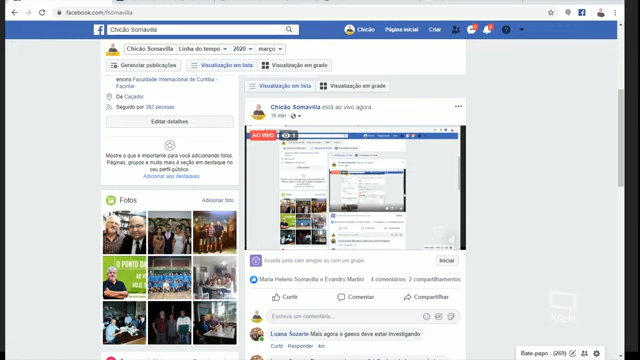 facebook.com/fsomavilla
Chicão Somavilla
Chicão
Página inicial
Criar
Chicão Somavilla
Linha do tempo
2020
março
Gerenciar publicações
Visualização em lista
Visualização em grade
ensino Faculdade Internacional de Curitiba -
Facinter
De Caçador
Seguido por 362 pessoas
Editar detalhes
Mostre o que é importante para você adicionando fotos,
Páginas, grupos e muito mais à seção em destaque no
seu perfil público
Adicionar aos destaques
Fotos
Adicionar foto
O PONTO DA
Visualização em lista
Visualização em grade
Chicão Somavilla está ao vivo agora.
16 min
AO VIVO
1
Assista junto com amigos ou com um grupo
Iniciar
Maria Heleno Somavilla e Evandro Martini
4 comentários
2 compartilhamentos
Curtir
Comentar
Compartilhar
Escreva um comentário...
Luana Suzarte Mais agora o gaeco deve estar investigando
Curtir · Responder · 4m
Bate-papo (269)